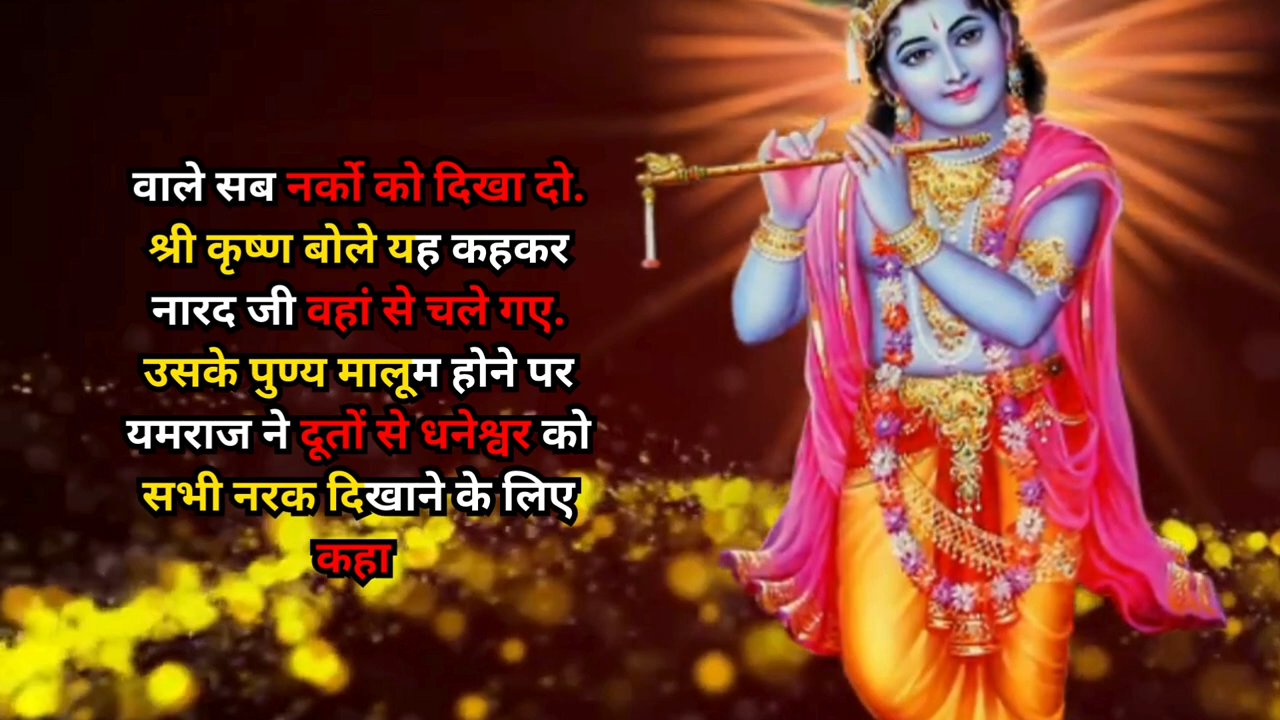 वाले सब नर्को को दिखा दो.
श्री कृष्ण बोले यह कहकर
नारद जी वहां से चले गए.
उसके पुण्य मालूम होने पर
यमराज ने दूतों से धनेश्वर को
सभी नरक दिखाने के लिए
कहा